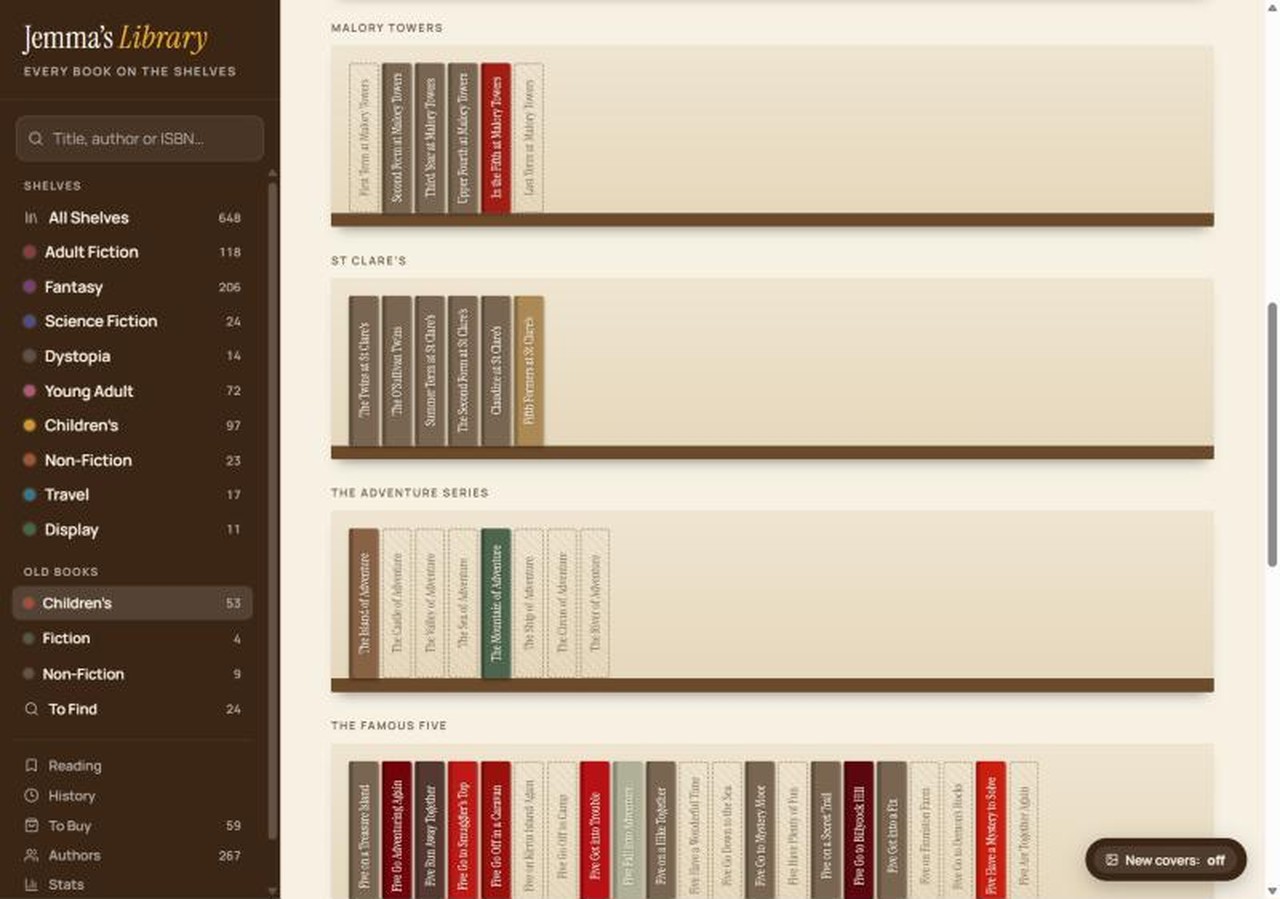 Jemma's Library
EVERY BOOK ON THE SHELVES
Title, author or ISBN...
SHELVES
All Shelves 648
Adult Fiction 118
Fantasy 206
Science Fiction 24
Dystopia 14
Young Adult 72
Children's 97
Non-Fiction 23
Travel 17
Display 11
OLD BOOKS
Children's 53
Fiction 4
Non-Fiction 9
To Find 24
Reading
History
To Buy 59
Authors 267
Stats
MALORY TOWERS
First Term at Malory Towers
Second Form at Malory Towers
Third Year at Malory Towers
Upper Fourth at Malory Towers
In the Fifth at Malory Towers
Last Term at Malory Towers
ST CLARE'S
The Twins at St Clare's
The O'Sullivan Twins
Summer Term at St Clare's
The Second Form at St Clare's
Claudine at St Clare's
Fifth Formers at St Clare's
THE ADVENTURE SERIES
The Island of Adventure
The Castle of Adventure
The Valley of Adventure
The Sea of Adventure
The Mountain of Adventure
The Ship of Adventure
The Circus of Adventure
The River of Adventure
THE FAMOUS FIVE
Five on a Treasure Island
Five Go Adventuring Again
Five Run Away Together
Five Go to Smuggler's Top
Five Go Off in a Caravan
Five on Kirrin Island Again
Five Go Off to Camp
Five Get Into Trouble
Five Fall Into Adventure
Five on a Hike Together
Five Have a Wonderful Time
Five Go Down to the Sea
Five Go to Mystery Moor
Five Have Plenty of Fun
Five on a Secret Trail
Five Go to Billycock Hill
Five Get Into a Fix
Five on Finniston Farm
Five Go to Demon's Rocks
Five Have a Mystery to Solve
Five Are Together Again
New covers: off